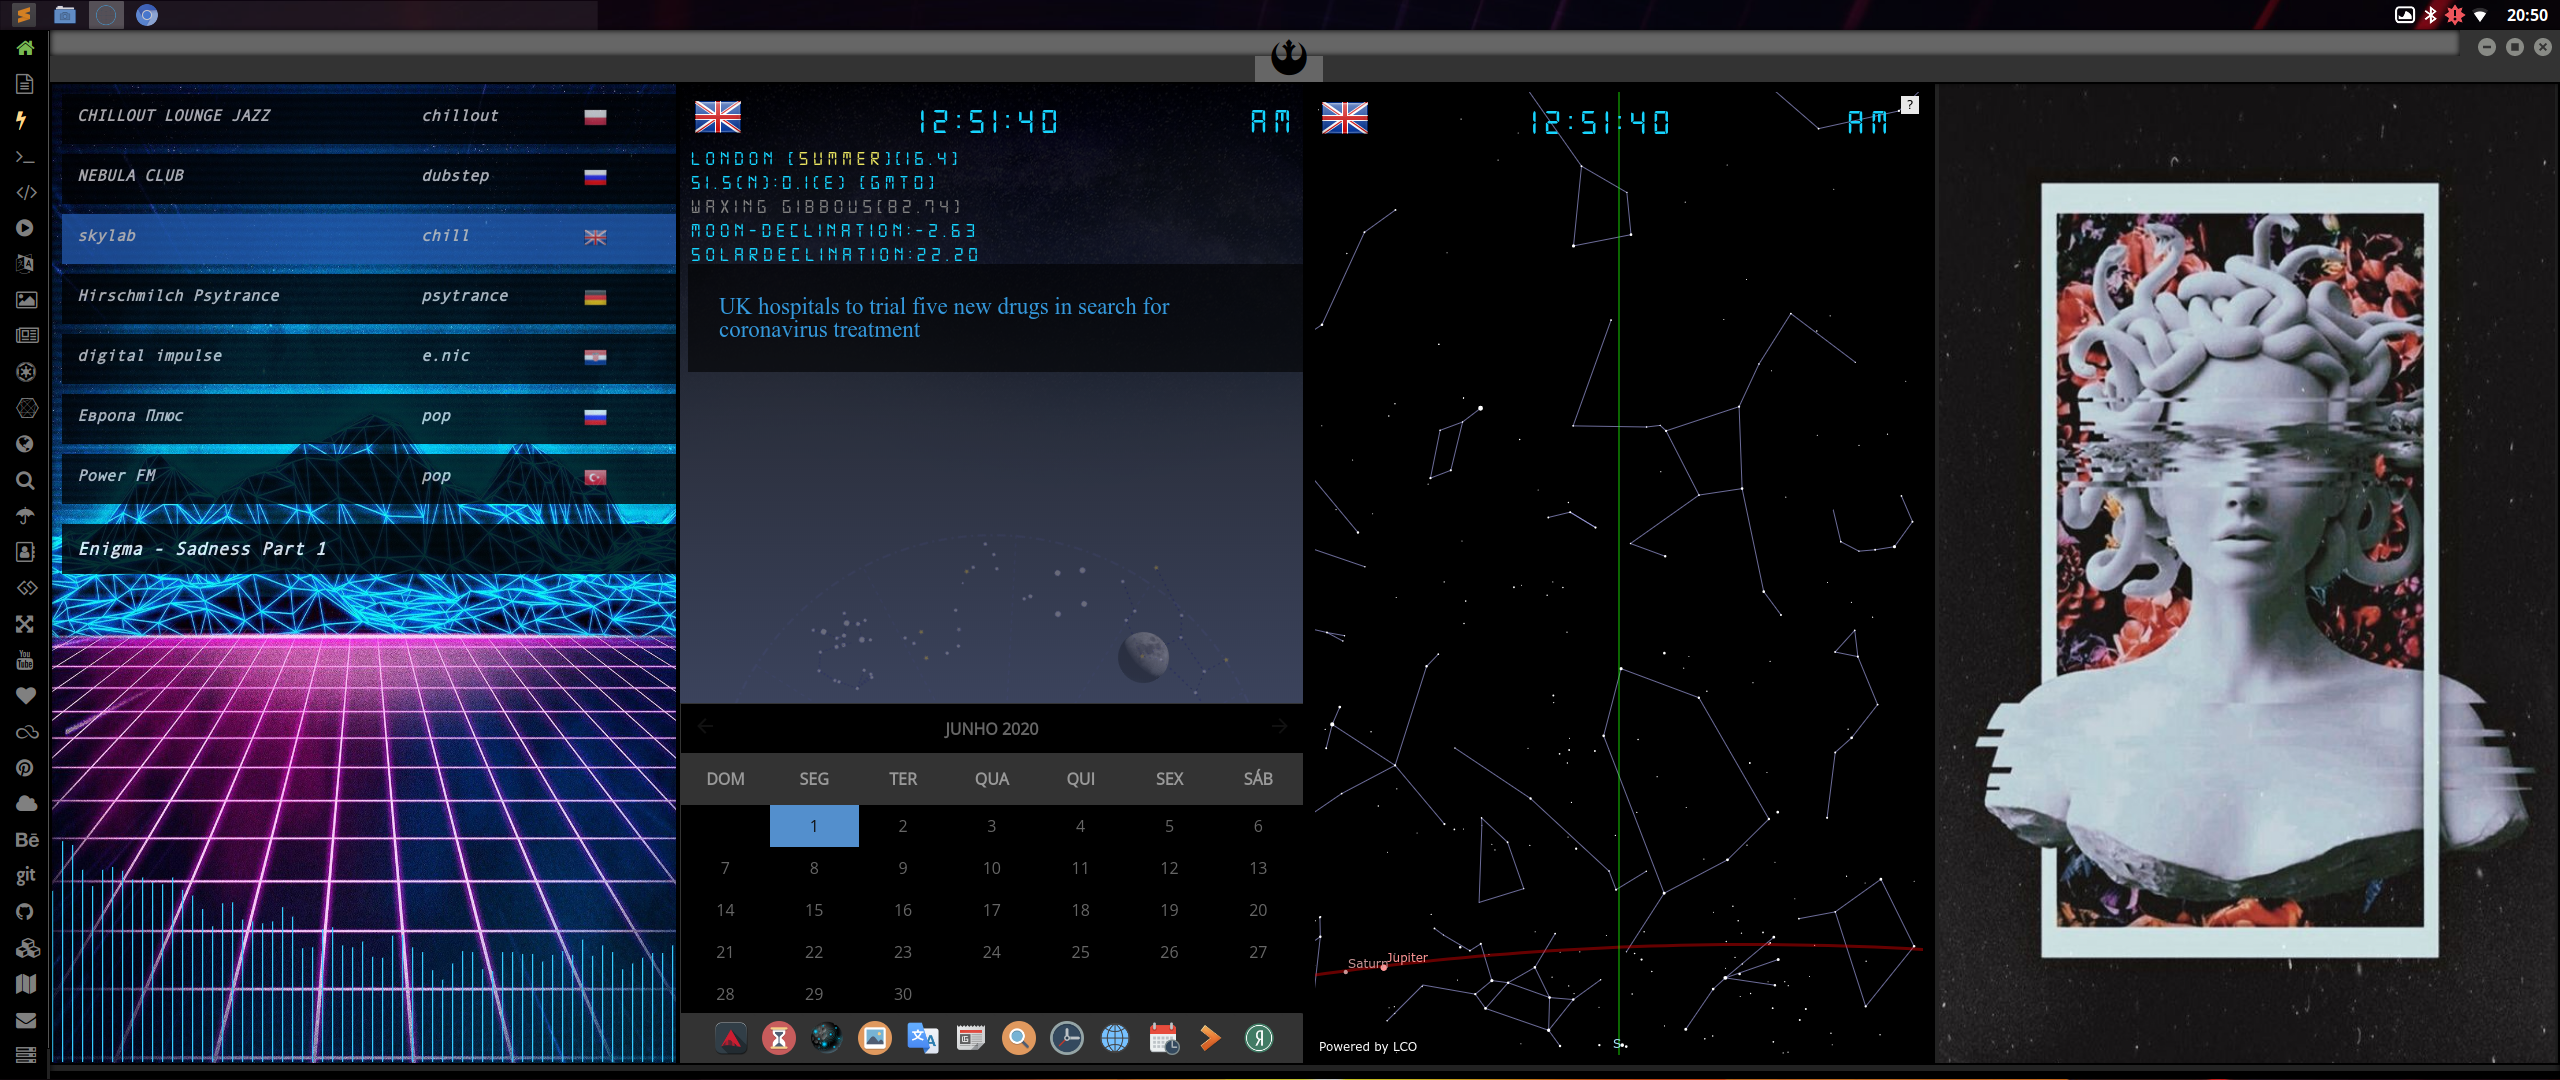 20:50
CHILLOUT LOUNGE JAZZ chillout
NEBULA CLUB dubstep
skylab chill
Hirschmilch Psytrance psytrance
digital impulse e.nic
Европа Плюс pop
Power FM pop
Enigma - Sadness Part 1
You
Tube
Bē
git
12:51:40 AM
LONDON [SUMMER][16.4]
51.5(N):0.1(E) [GMT0]
WAXING GIBBOUS[82.74]
MOON-DECLINATION:-2.63
SOLARDECLINATION:22.20
UK hospitals to trial five new drugs in search for
coronavirus treatment
JUNHO 2020
DOM SEG TER QUA QUI SEX SÁB
1 2 3 4 5 6
7 8 9 10 11 12 13
14 15 16 17 18 19 20
21 22 23 24 25 26 27
28 29 30
12:51:40 AM
?
Saturn Jupiter
S
Powered by LCO